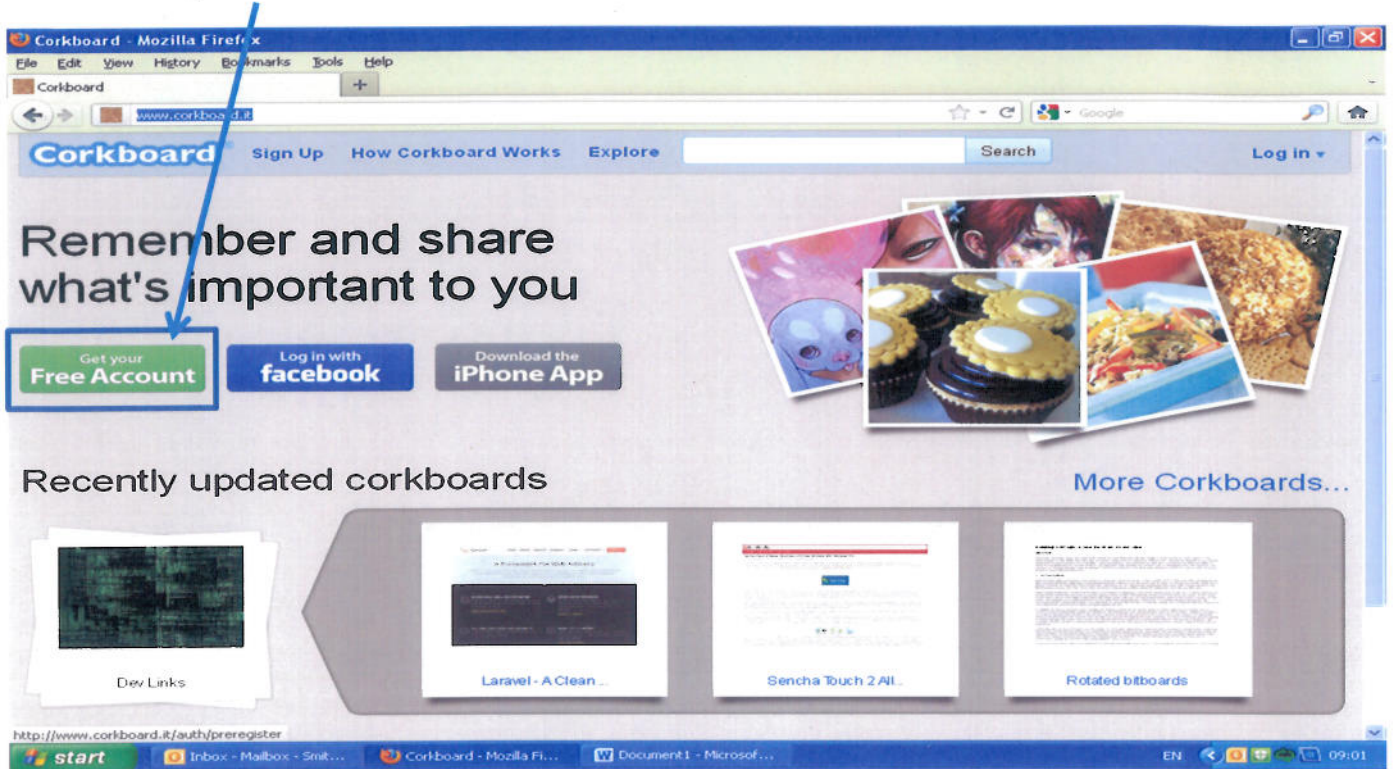 Corkboard - Mozilla Firefox
File Edit View History Bookmarks Tools Help
Corkboard +
www.corkboard.it Google
Corkboard Sign Up How Corkboard Works Explore Search Log in
Remember and share
what's important to you
Get your
Free Account
Log in with
facebook
Download the
iPhone App
Recently updated corkboards More Corkboards...
Dev Links
Laravel - A Clean ...
Sencha Touch 2 All...
Rotated bitboards
http://www.corkboard.it/auth/preregister
start Inbox - Mailbox - Smit... Corkboard - Mozilla Fi... Document1 - Microsof... EN 09:01